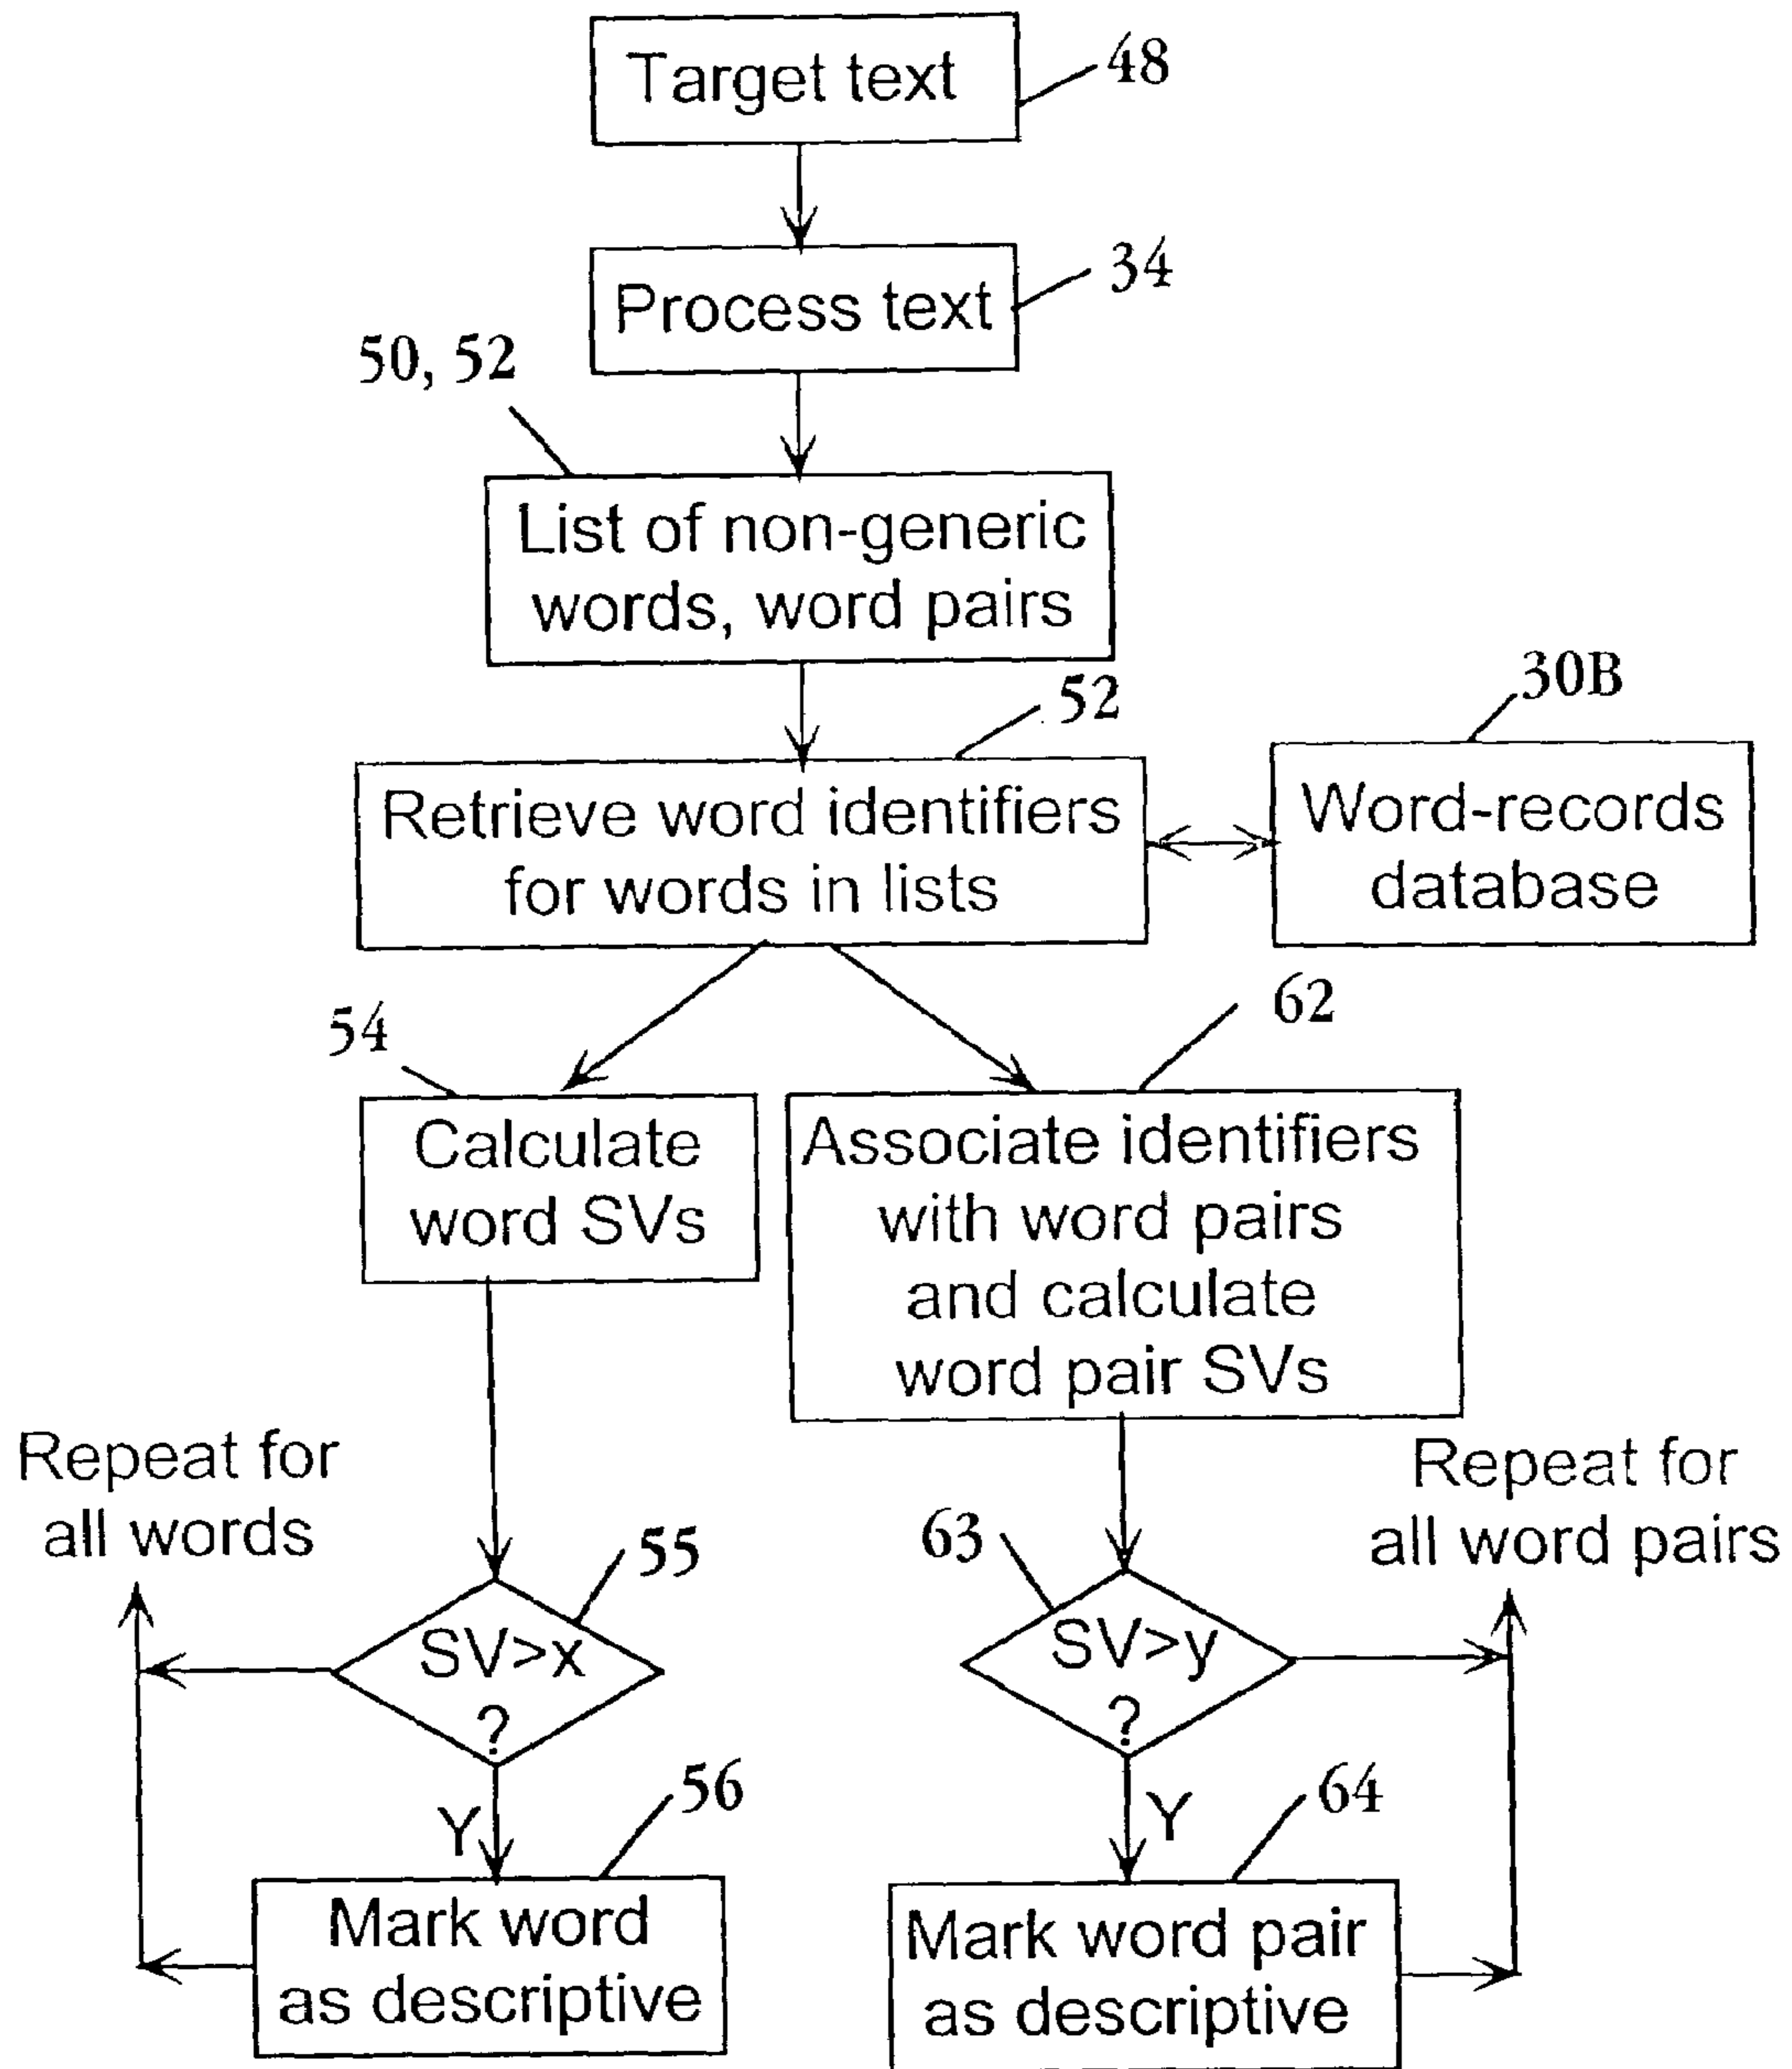 Target text
48
Process text
34
50, 52
List of non-generic
words, word pairs
52
30B
Retrieve word identifiers
for words in lists
Word-records
database
54
62
Calculate
word SVs
Associate identifiers
with word pairs
and calculate
word pair SVs
Repeat for
all words
Repeat for
all word pairs
55
63
SV>x
?
SV>y
?
Y
56
Y
64
Mark word
as descriptive
Mark word pair
as descriptive